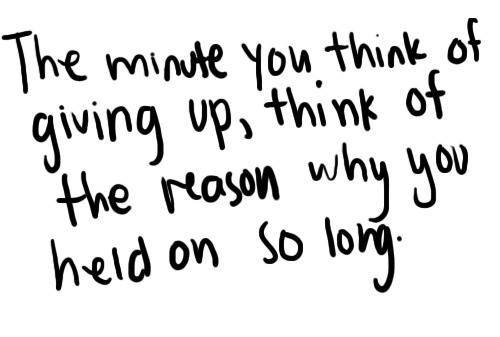 The minute you think of
giving up, think of
the reason why you
held on so long.